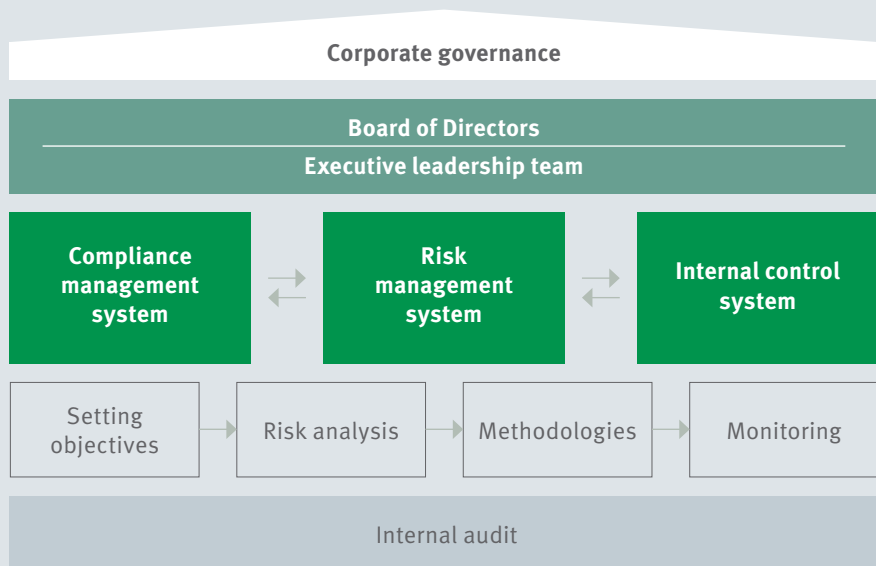 Corporate governance
Board of Directors
Executive leadership team
Compliance
management
system
Risk
management
system
Internal control
system
Setting
objectives
Risk analysis
Methodologies
Monitoring
Internal audit